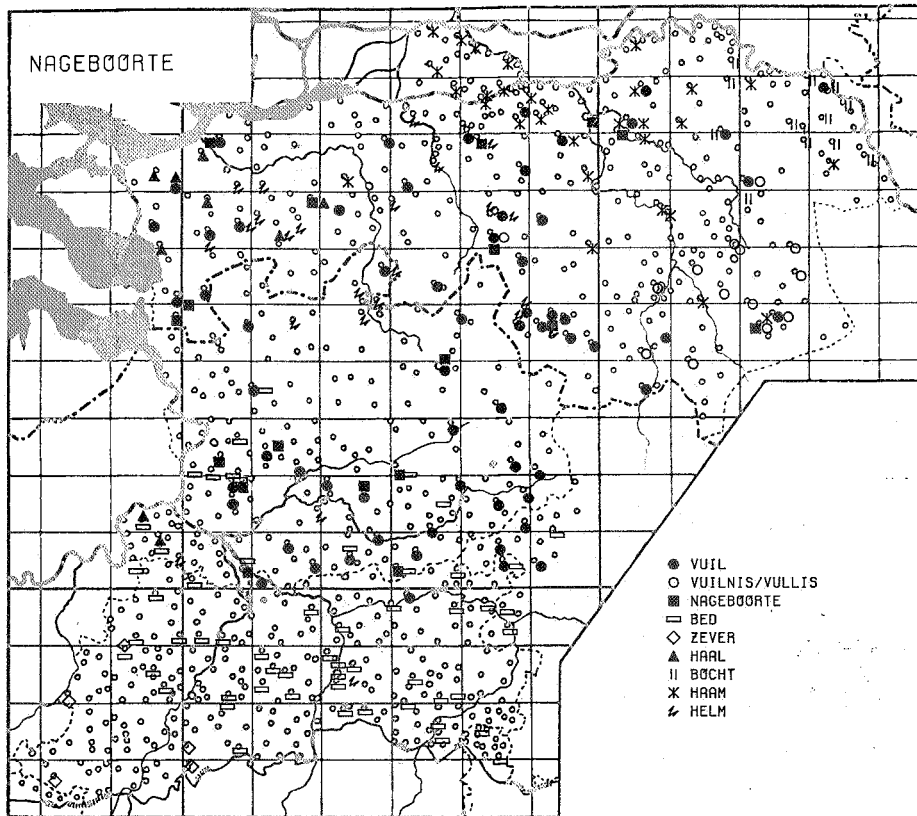 NAGEBOORTE
VUIL
VUILNIS/VULLIS
NAGEBOORTE
BED
ZEVER
HAAL
BOCHT
HAAM
HELM